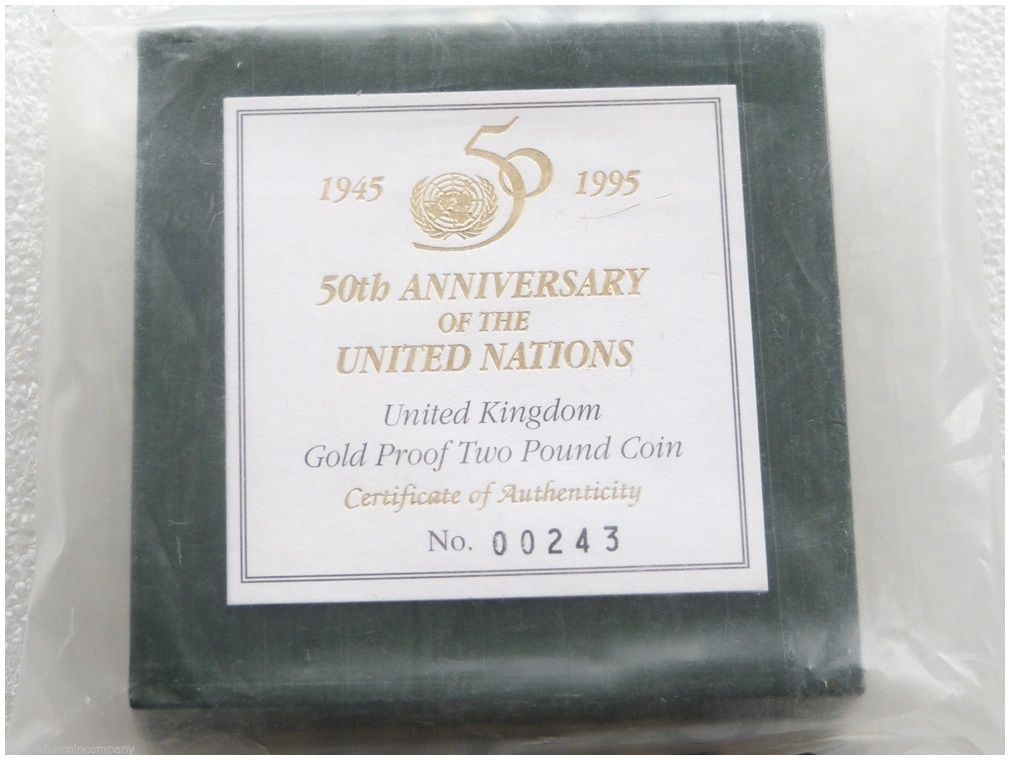 1945 50 1995
50th ANNIVERSARY
OF THE
UNITED NATIONS
United Kingdom
Gold Proof Two Pound Coin
Certificate of Authenticity
No. 00243
londoncoincompany